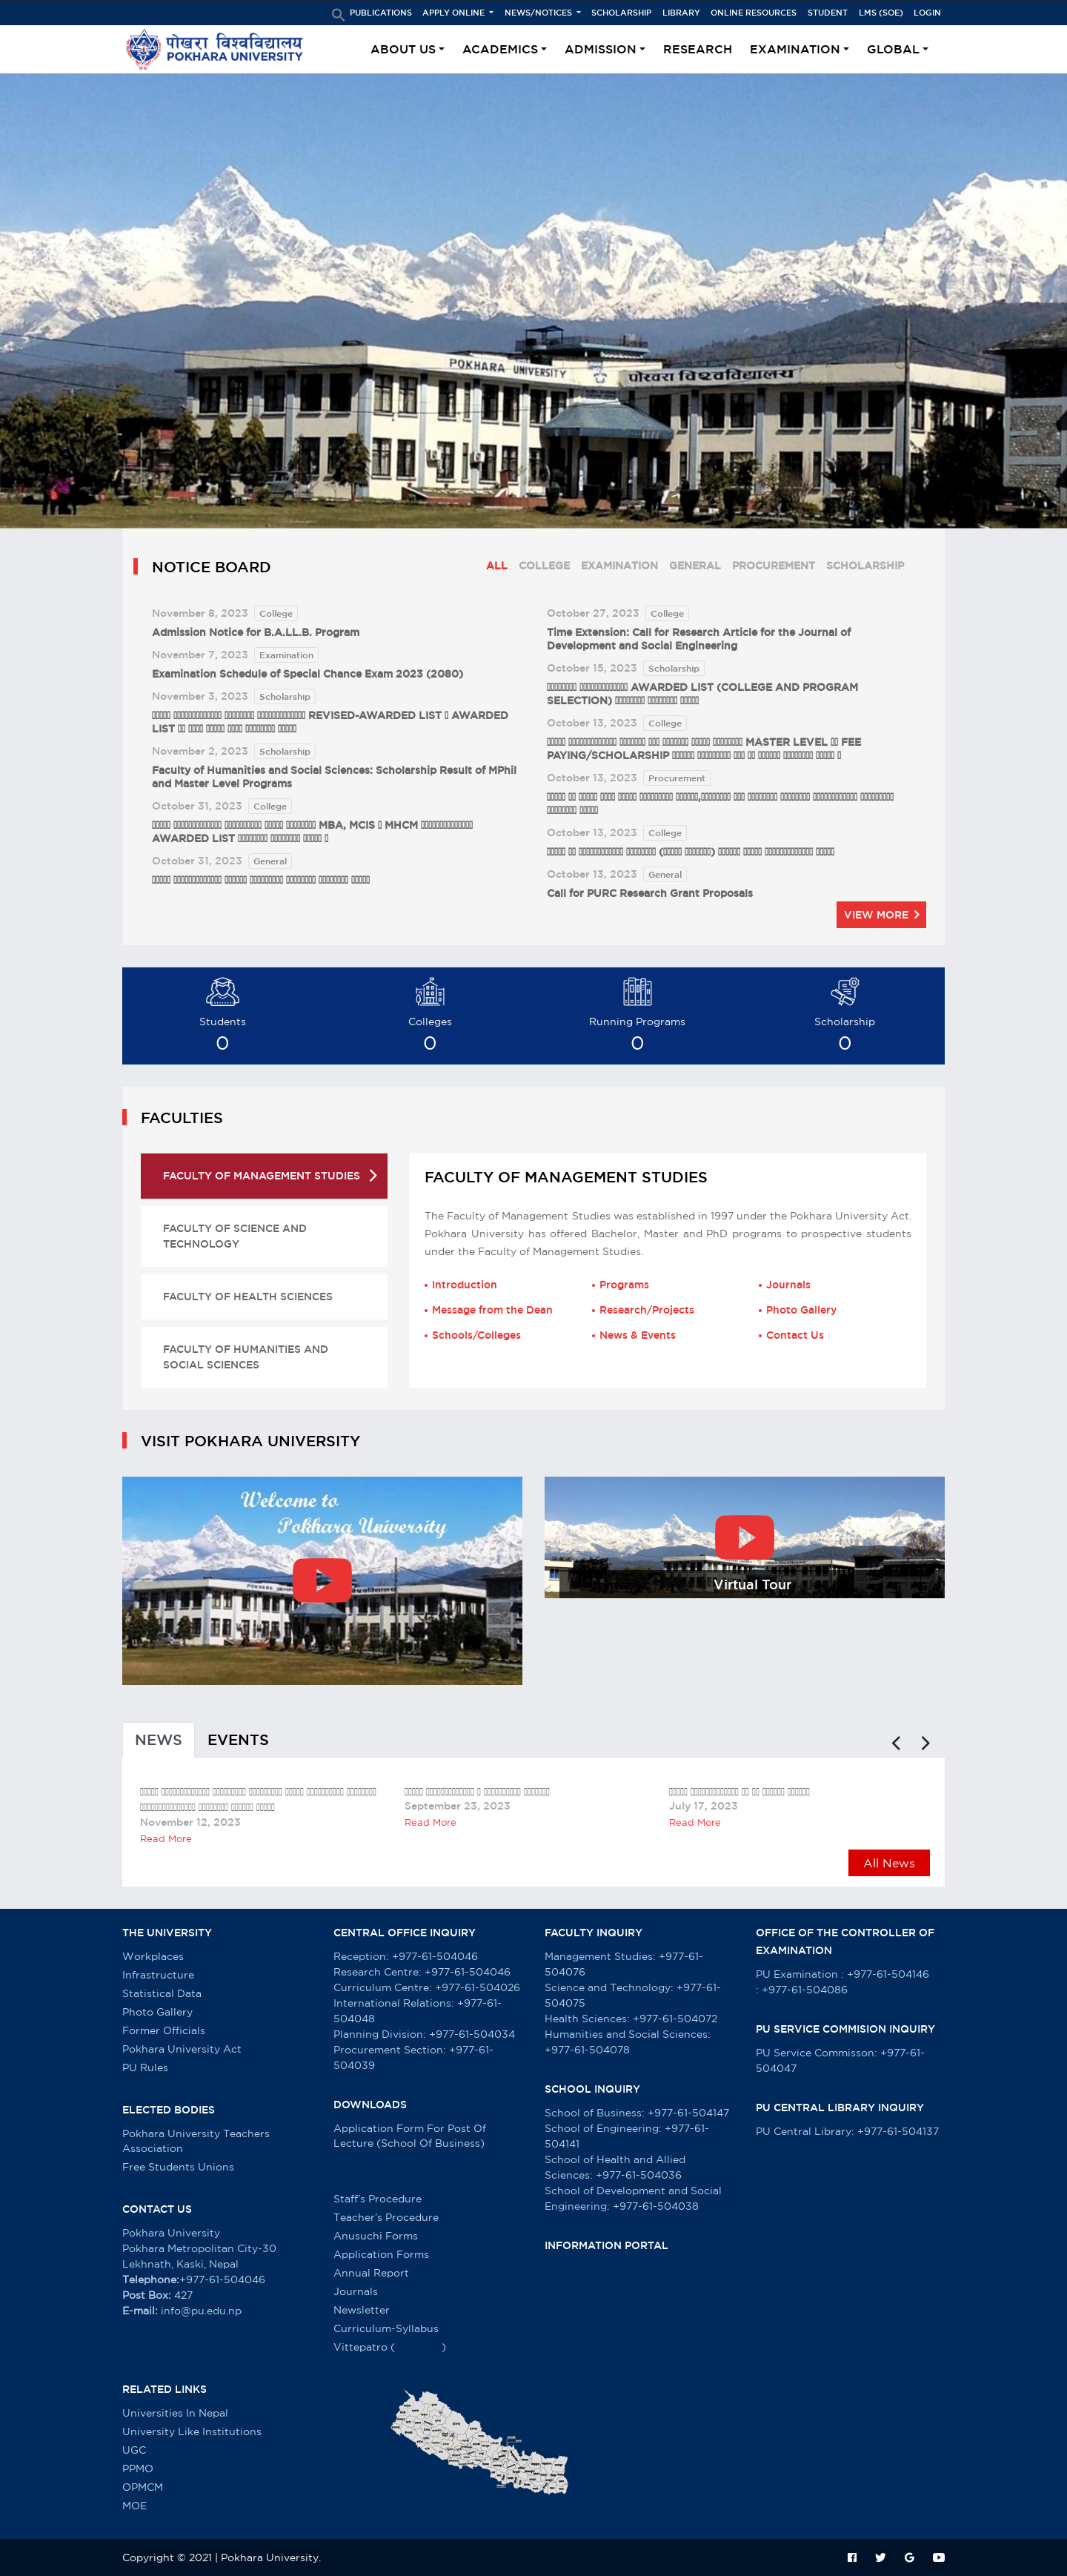 PUBLICATIONS APPLY ONLINE NEWS/NOTICES SCHOLARSHIP LIBRARY ONLINE RESOURCES STUDENT LMS (SOE) LOGIN
पोखरा विश्वविद्यालय
POKHARA UNIVERSITY
ABOUT US ACADEMICS ADMISSION RESEARCH EXAMINATION GLOBAL
POKHARA UNIVERSITY पोखरा विश्वविद्यालय
NOTICE BOARD
ALL COLLEGE EXAMINATION GENERAL PROCUREMENT SCHOLARSHIP
November 8, 2023 College
Admission Notice for B.A.LL.B. Program
November 7, 2023 Examination
Examination Schedule of Special Chance Exam 2023 (2080)
November 3, 2023 Scholarship
REVISED-AWARDED LIST AWARDED
LIST
November 2, 2023 Scholarship
Faculty of Humanities and Social Sciences: Scholarship Result of MPhil
and Master Level Programs
October 31, 2023 College
MBA, MCIS MHCM
AWARDED LIST
October 31, 2023 General
October 27, 2023 College
Time Extension: Call for Research Article for the Journal of
Development and Social Engineering
October 15, 2023 Scholarship
AWARDED LIST (COLLEGE AND PROGRAM
SELECTION)
October 13, 2023 College
MASTER LEVEL FEE
PAYING/SCHOLARSHIP
October 13, 2023 Procurement
October 13, 2023 College
October 13, 2023 General
Call for PURC Research Grant Proposals
VIEW MORE
Students Colleges Running Programs Scholarship
0 0 0 0
FACULTIES
FACULTY OF MANAGEMENT STUDIES
FACULTY OF SCIENCE AND
TECHNOLOGY
FACULTY OF HEALTH SCIENCES
FACULTY OF HUMANITIES AND
SOCIAL SCIENCES
FACULTY OF MANAGEMENT STUDIES
The Faculty of Management Studies was established in 1997 under the Pokhara University Act.
Pokhara University has offered Bachelor, Master and PhD programs to prospective students
under the Faculty of Management Studies.
• Introduction • Programs • Journals
• Message from the Dean • Research/Projects • Photo Gallery
• Schools/Colleges • News & Events • Contact Us
VISIT POKHARA UNIVERSITY
Welcome to
Pokhara University
Virtual Tour
NEWS EVENTS
November 12, 2023
Read More
September 23, 2023
Read More
July 17, 2023
Read More
All News
THE UNIVERSITY
Workplaces
Infrastructure
Statistical Data
Photo Gallery
Former Officials
Pokhara University Act
PU Rules
ELECTED BODIES
Pokhara University Teachers
Association
Free Students Unions
CONTACT US
Pokhara University
Pokhara Metropolitan City-30
Lekhnath, Kaski, Nepal
Telephone:+977-61-504046
Post Box: 427
E-mail: info@pu.edu.np
CENTRAL OFFICE INQUIRY
Reception: +977-61-504046
Research Centre: +977-61-504046
Curriculum Centre: +977-61-504026
International Relations: +977-61-
504048
Planning Division: +977-61-504034
Procurement Section: +977-61-
504039
DOWNLOADS
Application Form For Post Of
Lecture (School Of Business)
Staff's Procedure
Teacher's Procedure
Anusuchi Forms
Application Forms
Annual Report
Journals
Newsletter
Curriculum-Syllabus
Vittepatro ( )
FACULTY INQUIRY
Management Studies: +977-61-
504076
Science and Technology: +977-61-
504075
Health Sciences: +977-61-504072
Humanities and Social Sciences:
+977-61-504078
SCHOOL INQUIRY
School of Business: +977-61-504147
School of Engineering: +977-61-
504141
School of Health and Allied
Sciences: +977-61-504036
School of Development and Social
Engineering: +977-61-504038
INFORMATION PORTAL
OFFICE OF THE CONTROLLER OF
EXAMINATION
PU Examination : +977-61-504146
: +977-61-504086
PU SERVICE COMMISION INQUIRY
PU Service Commisson: +977-61-
504047
PU CENTRAL LIBRARY INQUIRY
PU Central Library: +977-61-504137
RELATED LINKS
Universities In Nepal
University Like Institutions
UGC
PPMO
OPMCM
MOE
Copyright © 2021 | Pokhara University.